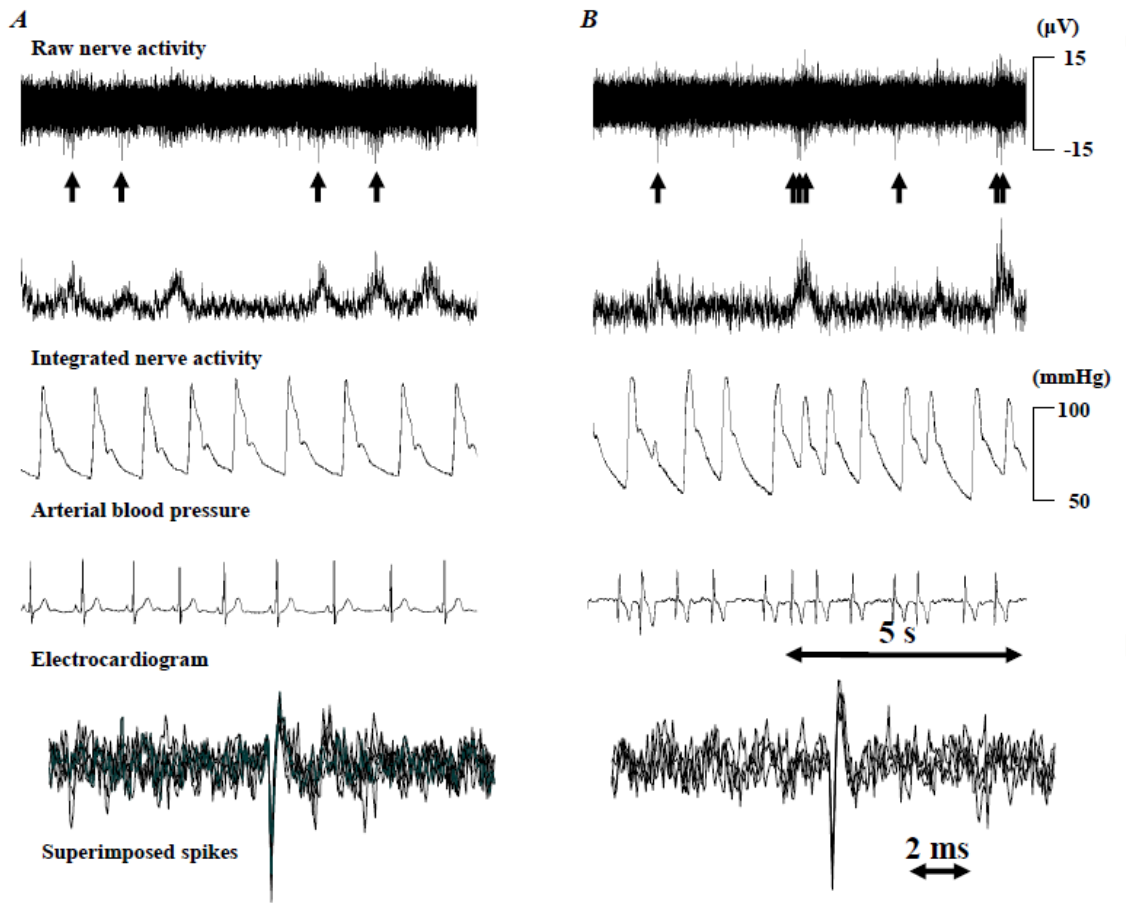 A
B
Raw nerve activity
(µV)
15
-15
Integrated nerve activity
(mmHg)
100
50
Arterial blood pressure
5 s
Electrocardiogram
Superimposed spikes
2 ms